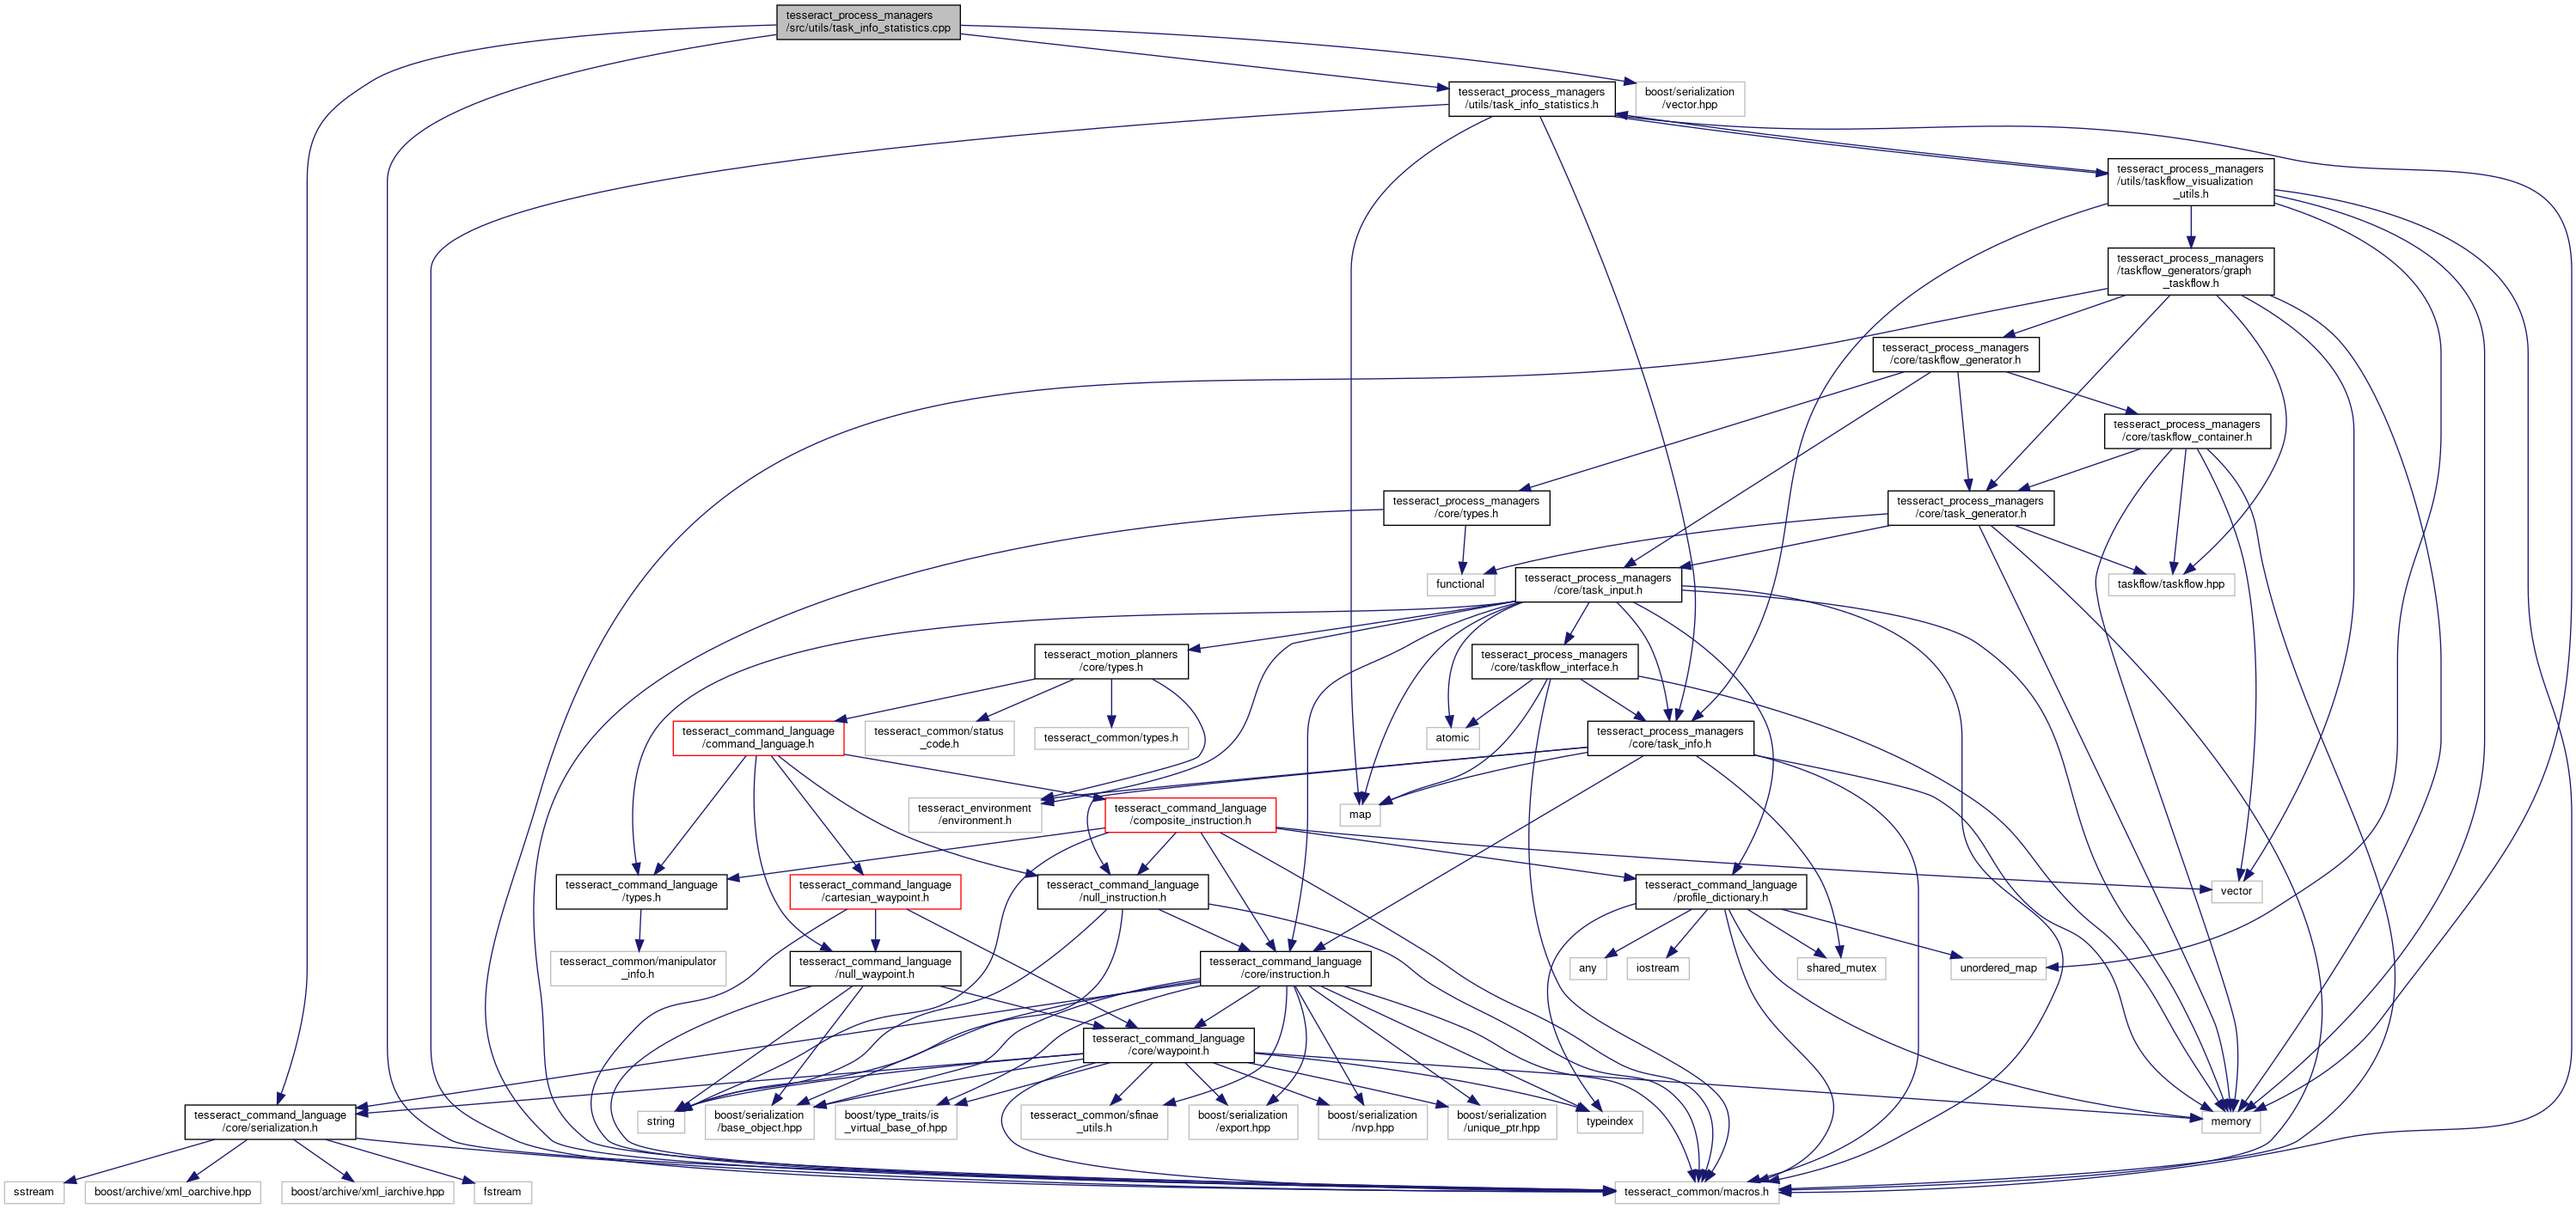 tesseract_process_managers
/src/utils/task_info_statistics.cpp
tesseract_process_managers
/utils/task_info_statistics.h
boost/serialization
/vector.hpp
tesseract_process_managers
/utils/taskflow_visualization
_utils.h
tesseract_process_managers
/taskflow_generators/graph
_taskflow.h
tesseract_process_managers
/core/taskflow_generator.h
tesseract_process_managers
/core/taskflow_container.h
tesseract_process_managers
/core/types.h
tesseract_process_managers
/core/task_generator.h
functional
tesseract_process_managers
/core/task_input.h
taskflow/taskflow.hpp
tesseract_motion_planners
/core/types.h
tesseract_process_managers
/core/taskflow_interface.h
tesseract_command_language
/command_language.h
tesseract_common/status
_code.h
tesseract_common/types.h
atomic
tesseract_process_managers
/core/task_info.h
tesseract_environment
/environment.h
tesseract_command_language
/composite_instruction.h
map
tesseract_command_language
/types.h
tesseract_command_language
/cartesian_waypoint.h
tesseract_command_language
/null_instruction.h
tesseract_command_language
/profile_dictionary.h
vector
tesseract_common/manipulator
_info.h
tesseract_command_language
/null_waypoint.h
tesseract_command_language
/core/instruction.h
any
iostream
shared_mutex
unordered_map
tesseract_command_language
/core/waypoint.h
tesseract_command_language
/core/serialization.h
string
boost/serialization
/base_object.hpp
boost/type_traits/is
_virtual_base_of.hpp
tesseract_common/sfinae
_utils.h
boost/serialization
/export.hpp
boost/serialization
/nvp.hpp
boost/serialization
/unique_ptr.hpp
typeindex
memory
sstream
boost/archive/xml_oarchive.hpp
boost/archive/xml_iarchive.hpp
fstream
tesseract_common/macros.h